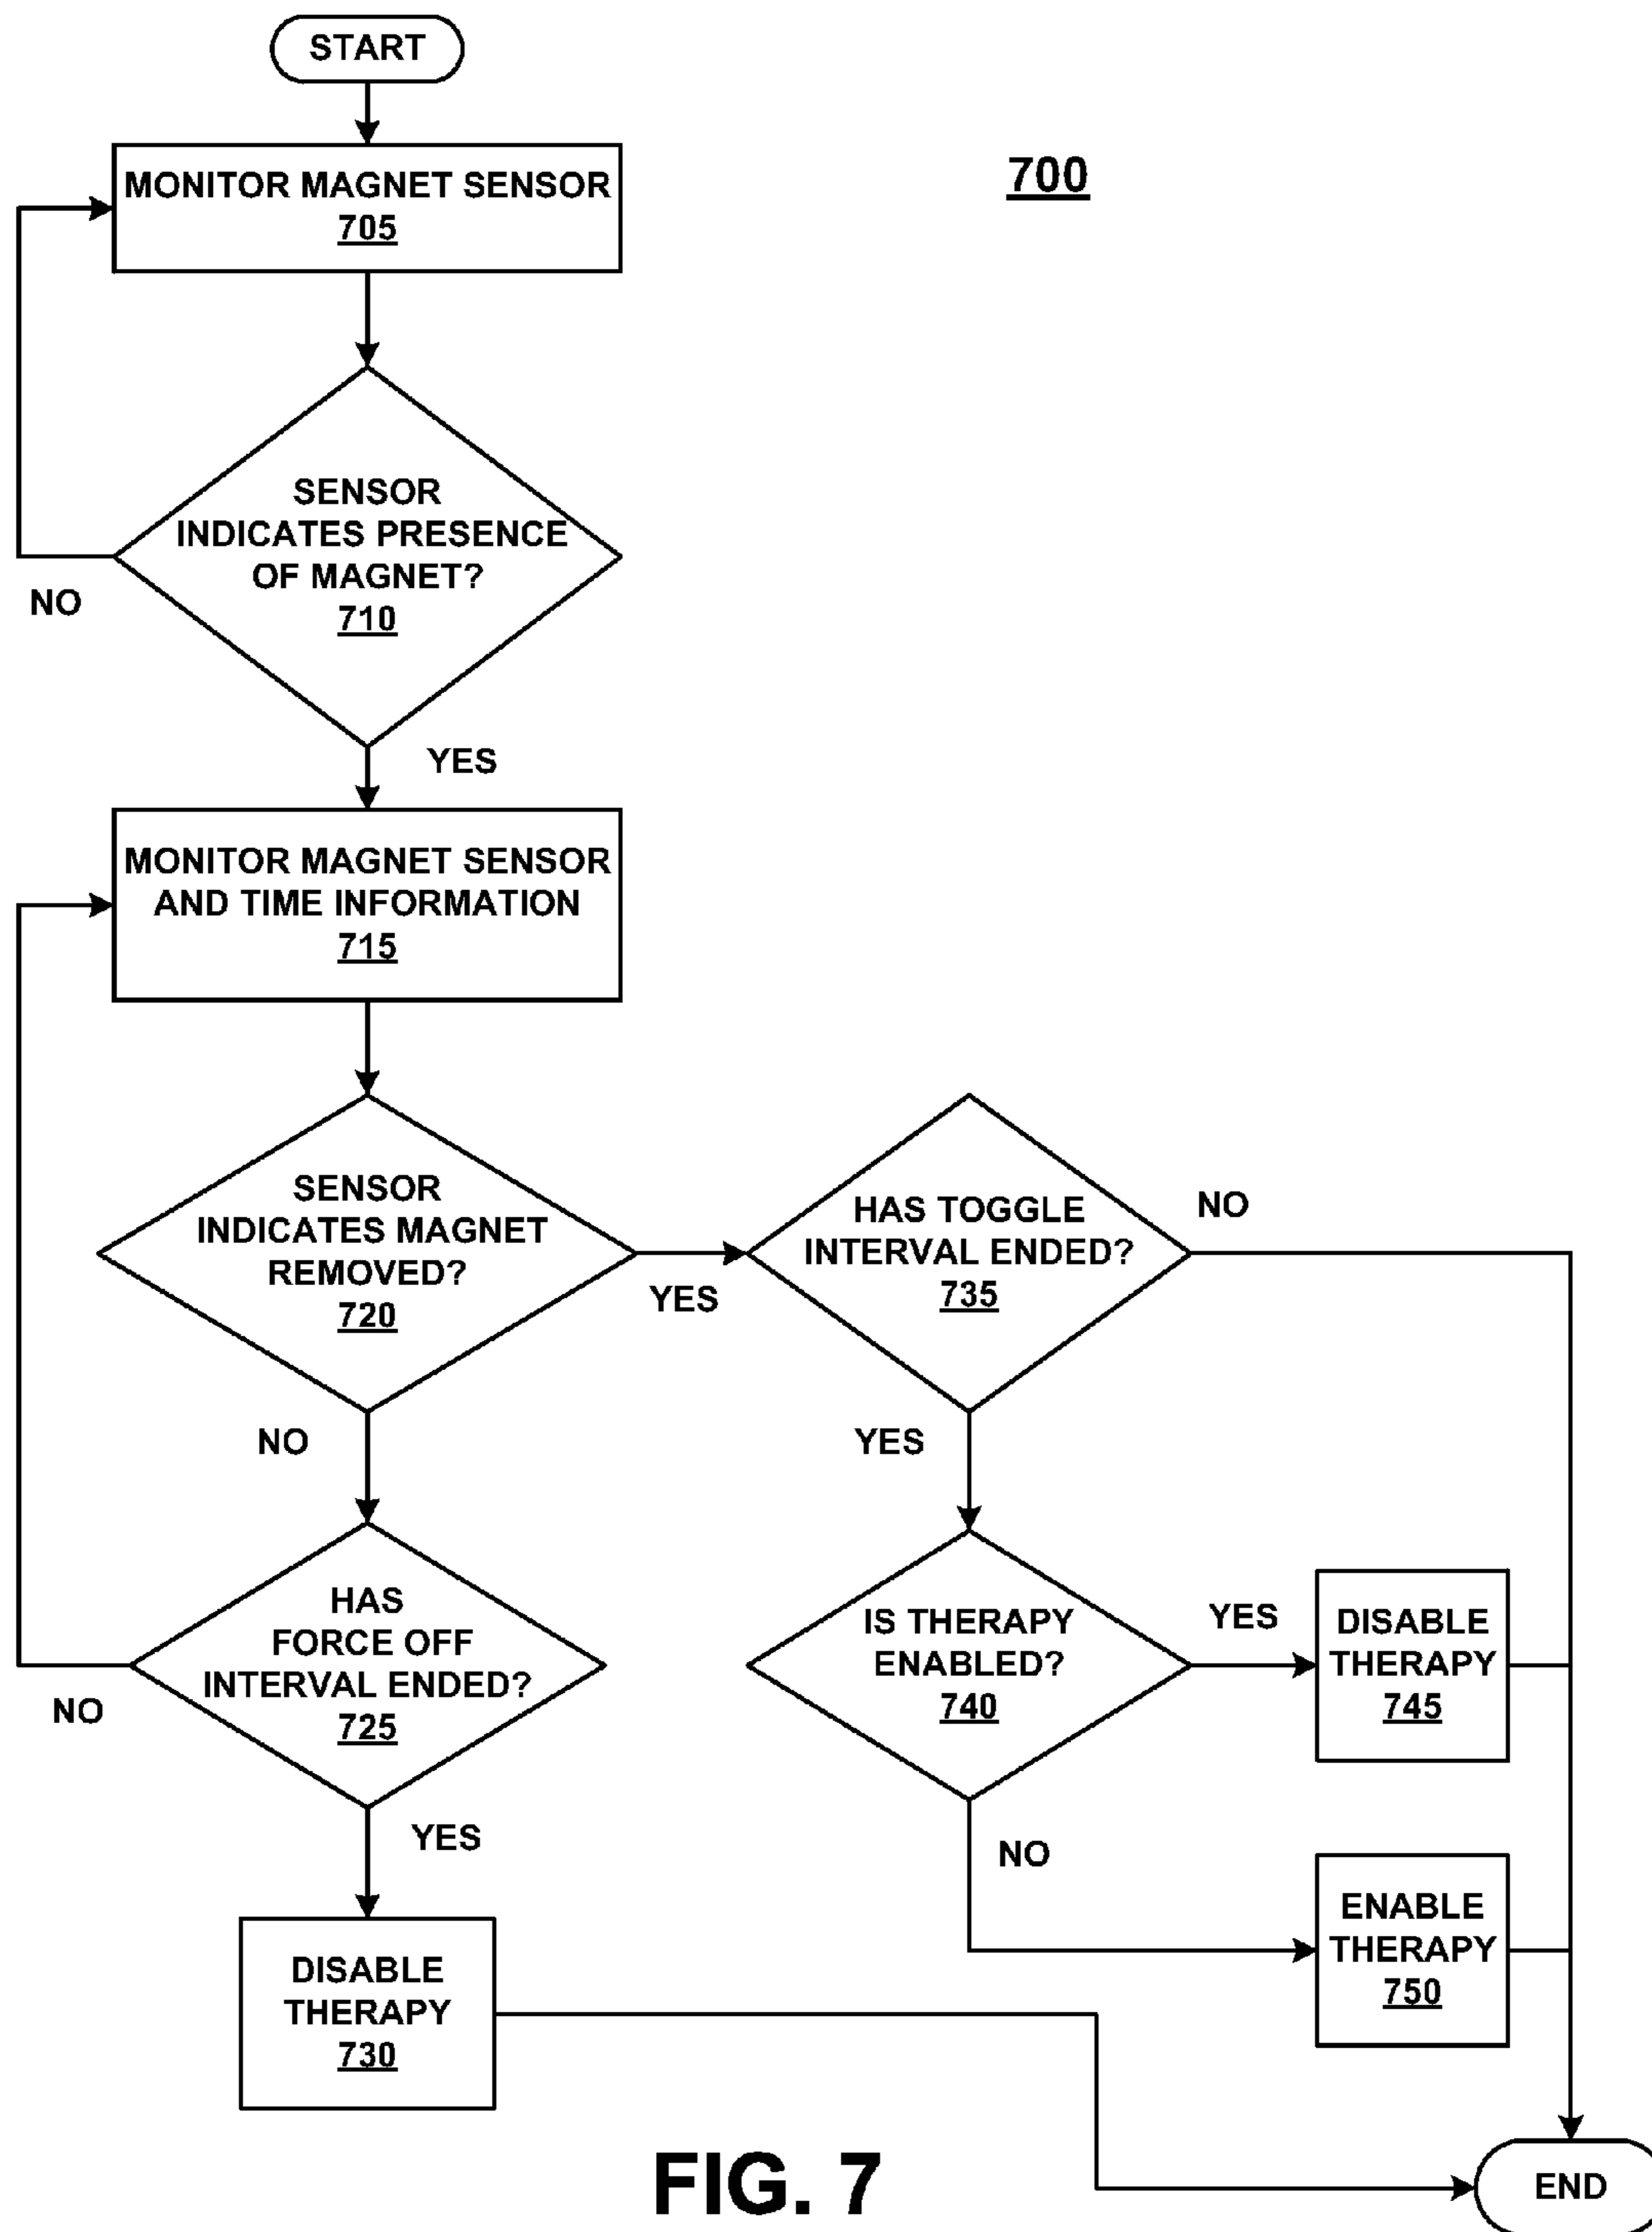 START
MONITOR MAGNET SENSOR
705
700
SENSOR
INDICATES PRESENCE
OF MAGNET?
710
NO
YES
MONITOR MAGNET SENSOR
AND TIME INFORMATION
715
SENSOR
INDICATES MAGNET
REMOVED?
720
YES
NO
HAS TOGGLE
INTERVAL ENDED?
735
NO
YES
HAS
FORCE OFF
INTERVAL ENDED?
725
NO
YES
IS THERAPY
ENABLED?
740
YES
NO
DISABLE
THERAPY
745
ENABLE
THERAPY
750
DISABLE
THERAPY
730
END
FIG. 7